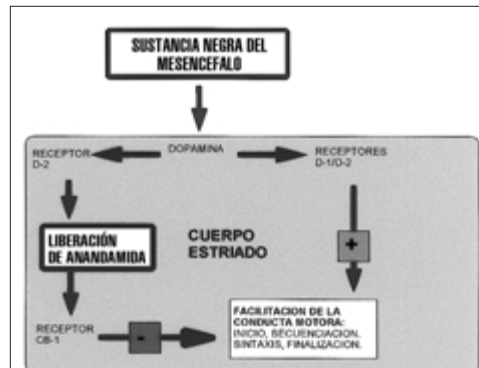 SUSTANCIA NEGRA DEL
MESENCEFALO
RECEPTOR
D-2
DOPAMINA
RECEPTORES
D-1/D-2
LIBERACIÓN
DE ANANDAMIDA
CUERPO
ESTRIADO
+
RECEPTOR
CB-1
-
FACILITACION DE LA
CONDUCTA MOTORA:
INICIO, SECUENCIACION,
SINTAXIS, FINALIZACION.